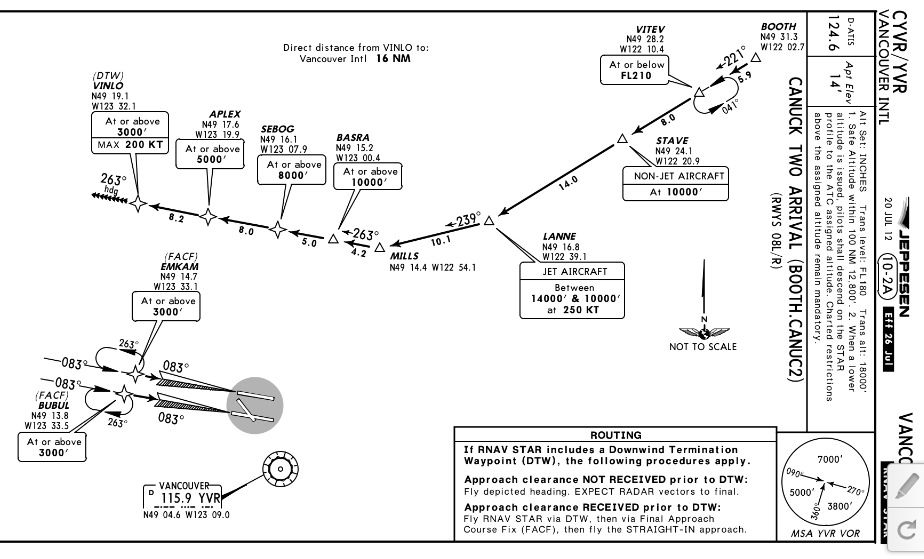 CYVR/YVR
VANCOUVER INTL
JEPPESEN
20 JUL 12
10-2A
Eff 26 Jul
D-ATIS
124.6
Apt Elev
14'
Alt Set: INCHES Trans level: FL180 Trans alt: 18000'
1. Safe Altitude within 100 NM 12,800'. 2. When a lower
altitude is issued, pilots shall descend on the STAR
profile to the ATC assigned altitude. Charted restrictions
above the assigned altitude remain mandatory.
CANUCK TWO ARRIVAL (BOOTH.CANUC2)
(RWYS 08L/R)
BOOTH
N49 31.3
W122 02.7
221°
5.9
VITEV
N49 28.2
W122 10.4
At or below
FL210
041°
8.0
STAVE
N49 24.1
W122 20.9
NON-JET AIRCRAFT
At 10000'
14.0
239°
LANNE
N49 16.8
W122 39.1
JET AIRCRAFT
Between
14000' & 10000'
at 250 KT
10.1
MILLS
N49 14.4 W122 54.1
263°
4.2
BASRA
N49 15.2
W123 00.4
At or above
10000'
5.0
SEBOG
N49 16.1
W123 07.9
At or above
8000'
8.0
APLEX
N49 17.6
W123 19.9
At or above
5000'
8.2
(DTW)
VINLO
N49 19.1
W123 32.1
At or above
3000'
MAX 200 KT
263°
hdg
Direct distance from VINLO to:
Vancouver Intl 16 NM
(FACF)
EMKAM
N49 14.7
W123 33.1
At or above
3000'
263°
083°
083°
083°
083°
263°
(FACF)
BUBUL
N49 13.8
W123 33.5
At or above
3000'
VANCOUVER
D 115.9 YVR
N49 04.6 W123 09.0
N
NOT TO SCALE
ROUTING
If RNAV STAR includes a Downwind Termination
Waypoint (DTW), the following procedures apply.
Approach clearance NOT RECEIVED prior to DTW:
Fly depicted heading. EXPECT RADAR vectors to final.
Approach clearance RECEIVED prior to DTW:
Fly RNAV STAR via DTW, then via Final Approach
Course Fix (FACF), then fly the STRAIGHT-IN approach.
7000'
090°
270°
5000'
3800'
360°
MSA YVR VOR